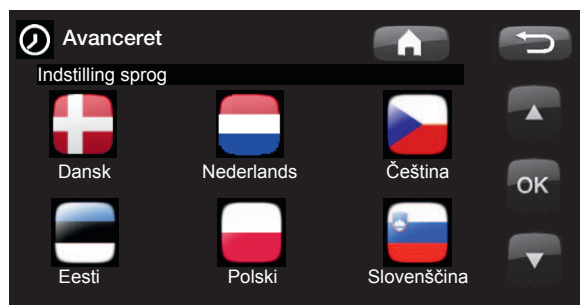 Avanceret
Indstilling sprog
Dansk Nederlands Čeština
OK
Eesti Polski Slovenščina